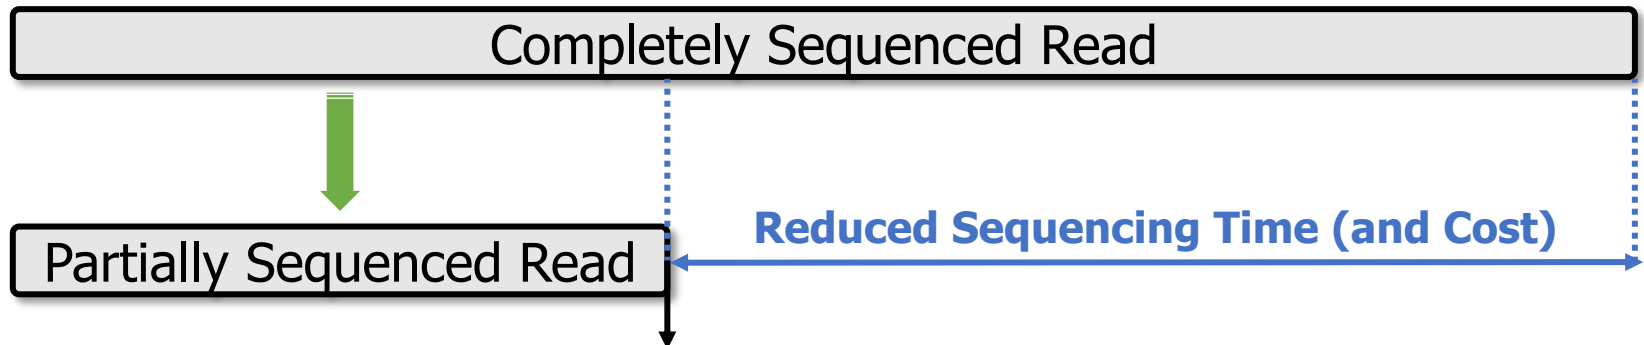 Completely Sequenced Read
Reduced Sequencing Time (and Cost)
Partially Sequenced Read